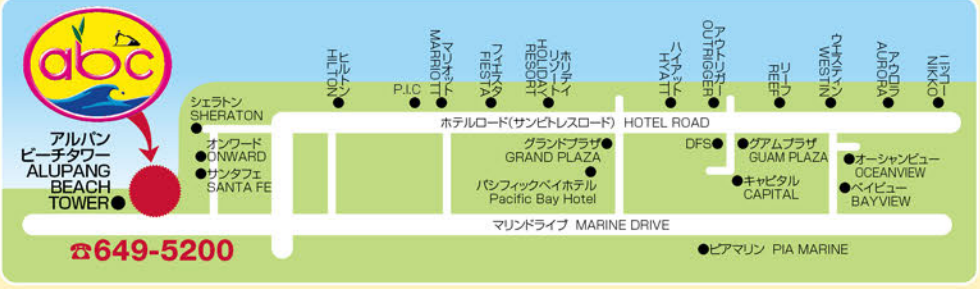 abc
アルパン
ビーチタワー
ALUPANG
BEACH
TOWER
☎649-5200
シェラトン
SHERATON
オンワード
ONWARD
サンタフェ
SANTA FE
ヒルトン
HILTON
P.I.C
マリオット
MARRIOTT
フィエスタ
FIESTA
ホリデイ
リゾート
HOLIDAY
RESORT
ハイアット
HYATT
アウトリガー
OUTRIGGER
リーフ
REEF
ウエスティン
WESTIN
アウロラ
AURORA
ニッコー
NIKKO
ホテルロード(サンビトレスロード) HOTEL ROAD
グランドプラザ
GRAND PLAZA
パシフィックベイホテル
Pacific Bay Hotel
DFS
グアムプラザ
GUAM PLAZA
キャピタル
CAPITAL
オーシャンビュー
OCEANVIEW
ベイビュー
BAYVIEW
マリンドライブ MARINE DRIVE
ピアマリン PIA MARINE